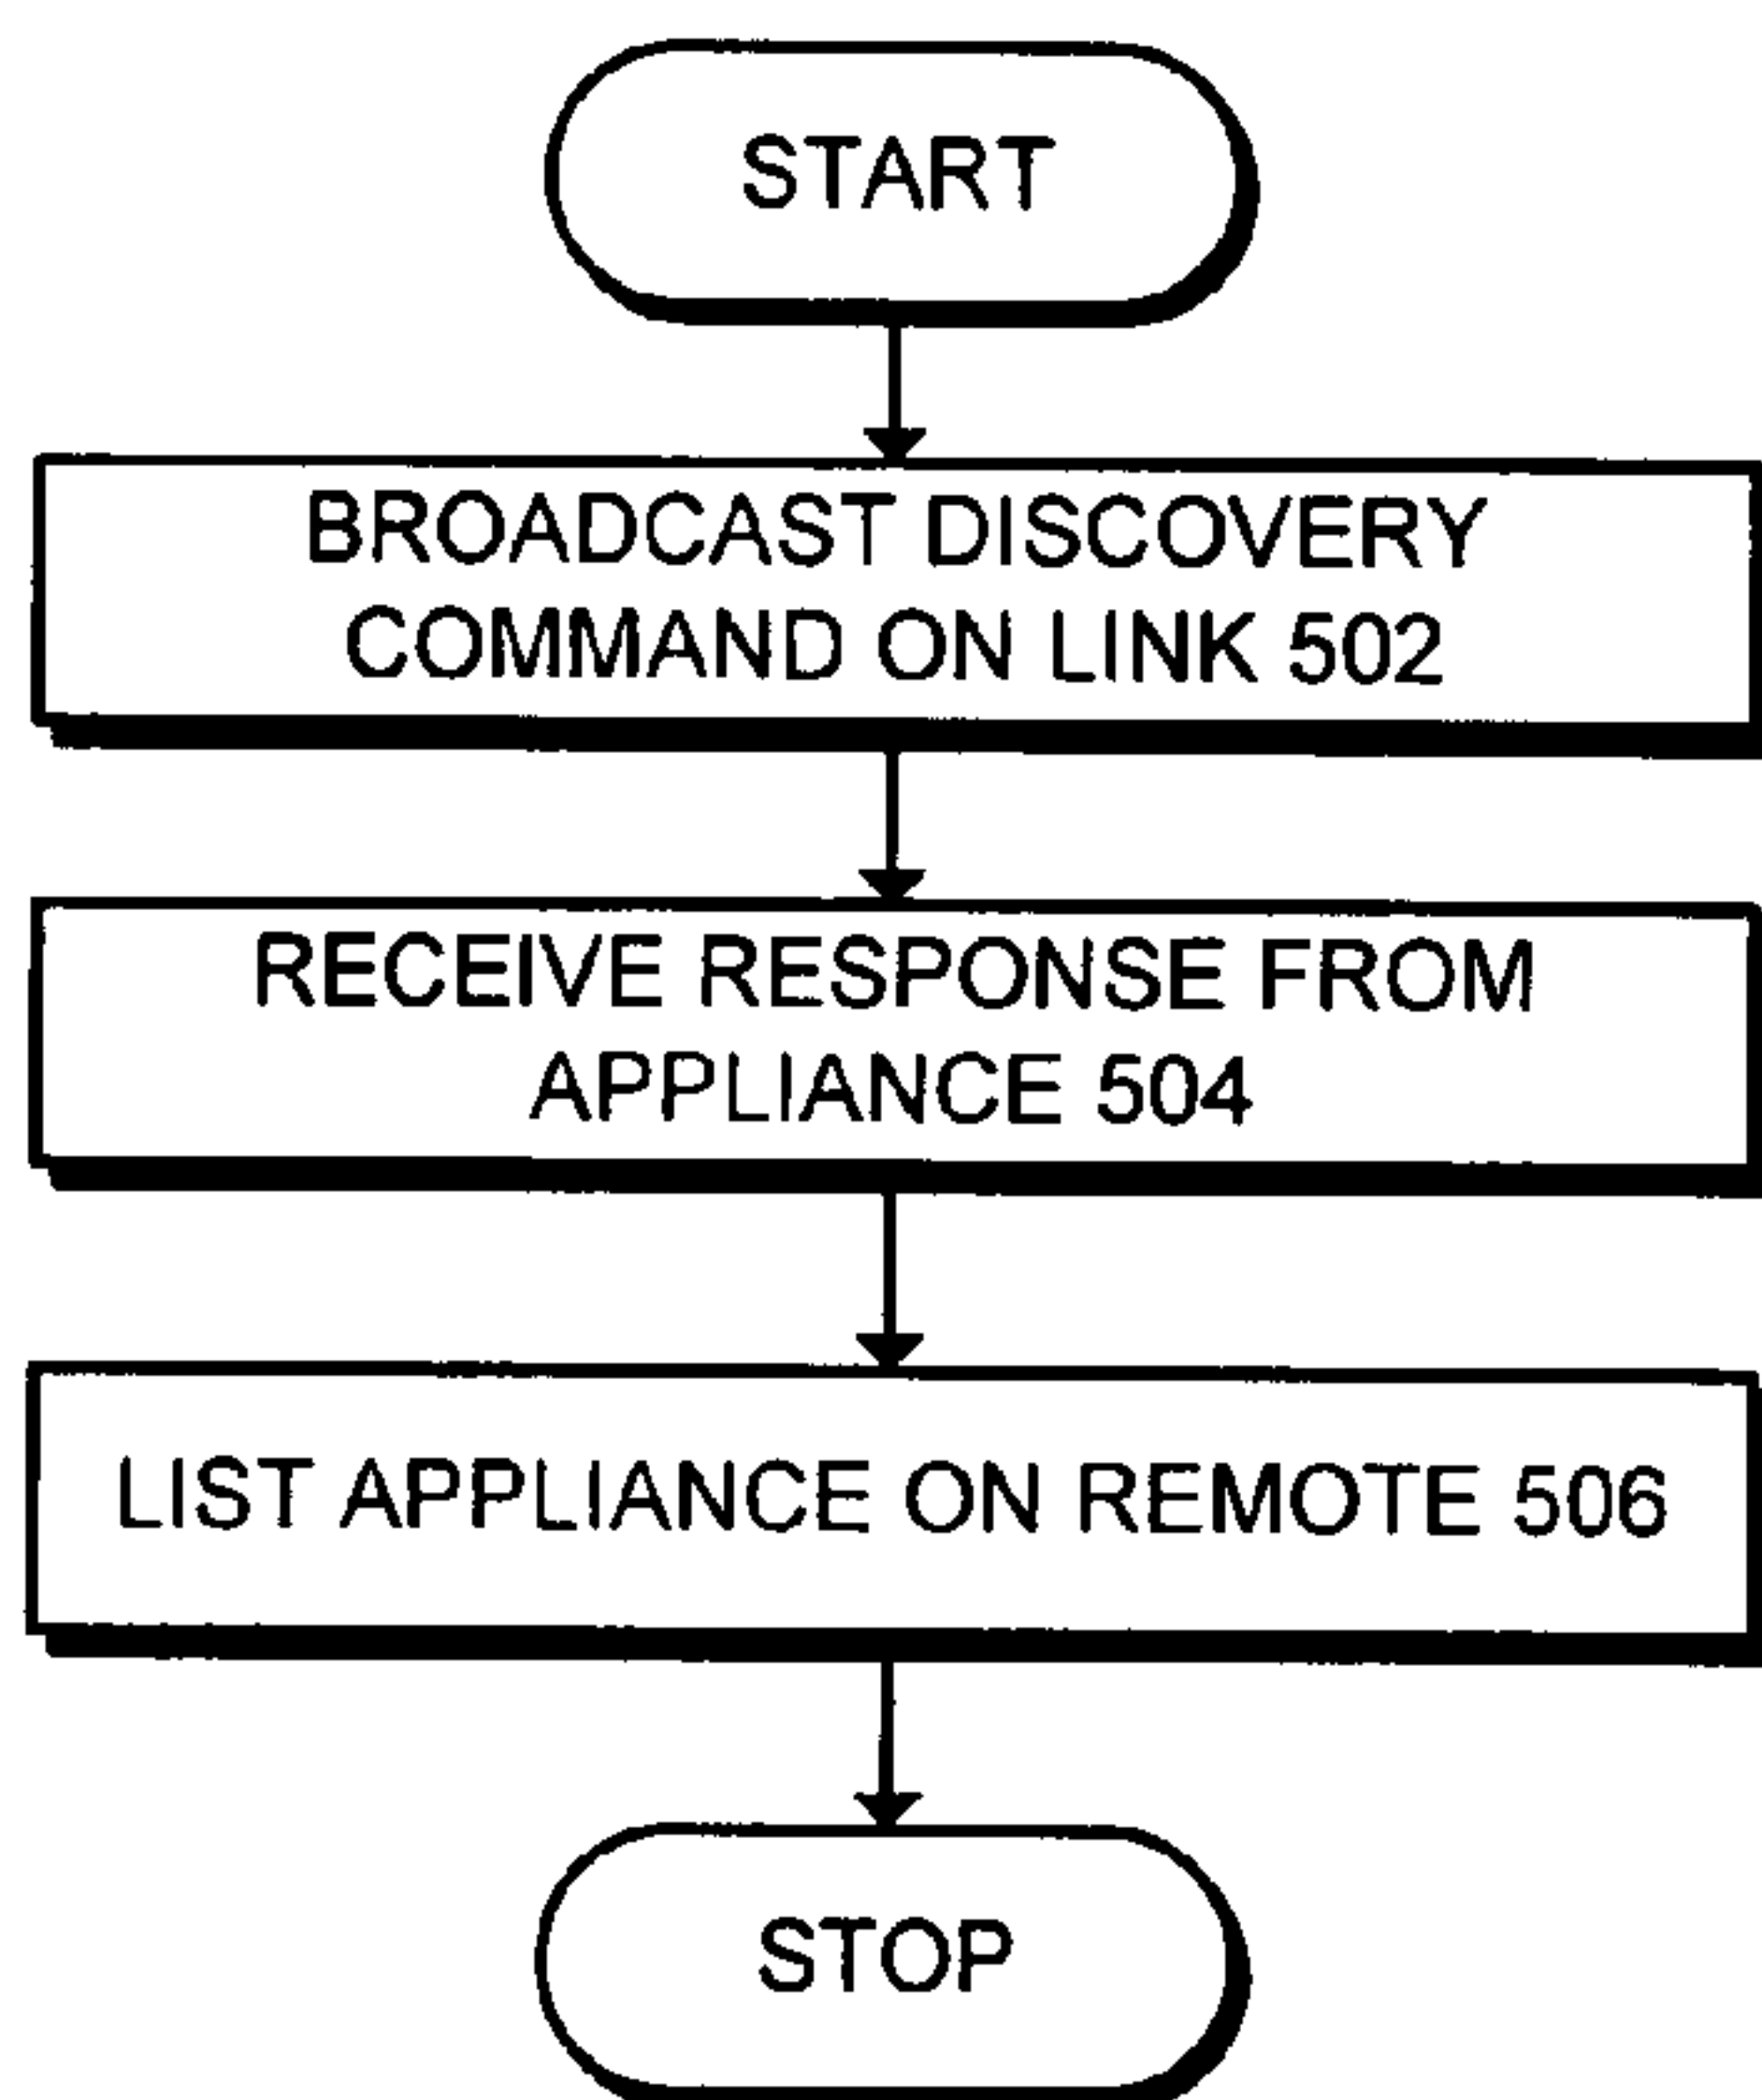 START
BROADCAST DISCOVERY
COMMAND ON LINK 502
RECEIVE RESPONSE FROM
APPLIANCE 504
LIST APPLIANCE ON REMOTE 506
STOP